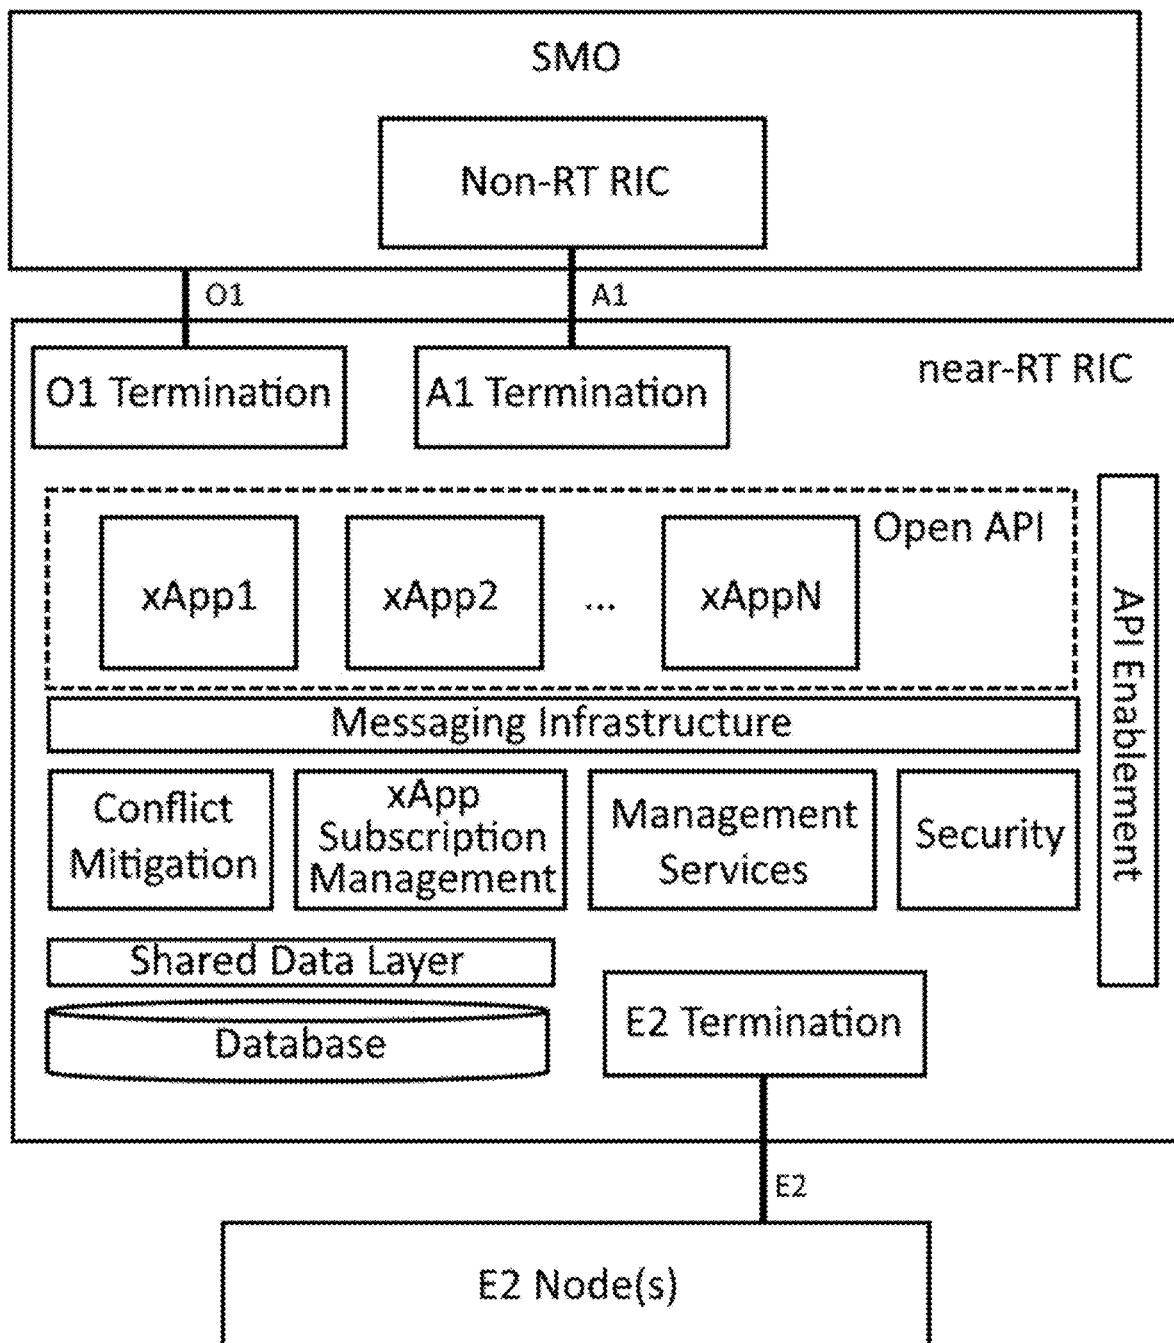 SMO
Non-RT RIC
O1
A1
O1 Termination
A1 Termination
near-RT RIC
Open API
xApp1
xApp2
...
xAppN
API Enablement
Messaging Infrastructure
Conflict
Mitigation
xApp
Subscription
Management
Management
Services
Security
Shared Data Layer
Database
E2 Termination
E2
E2 Node(s)